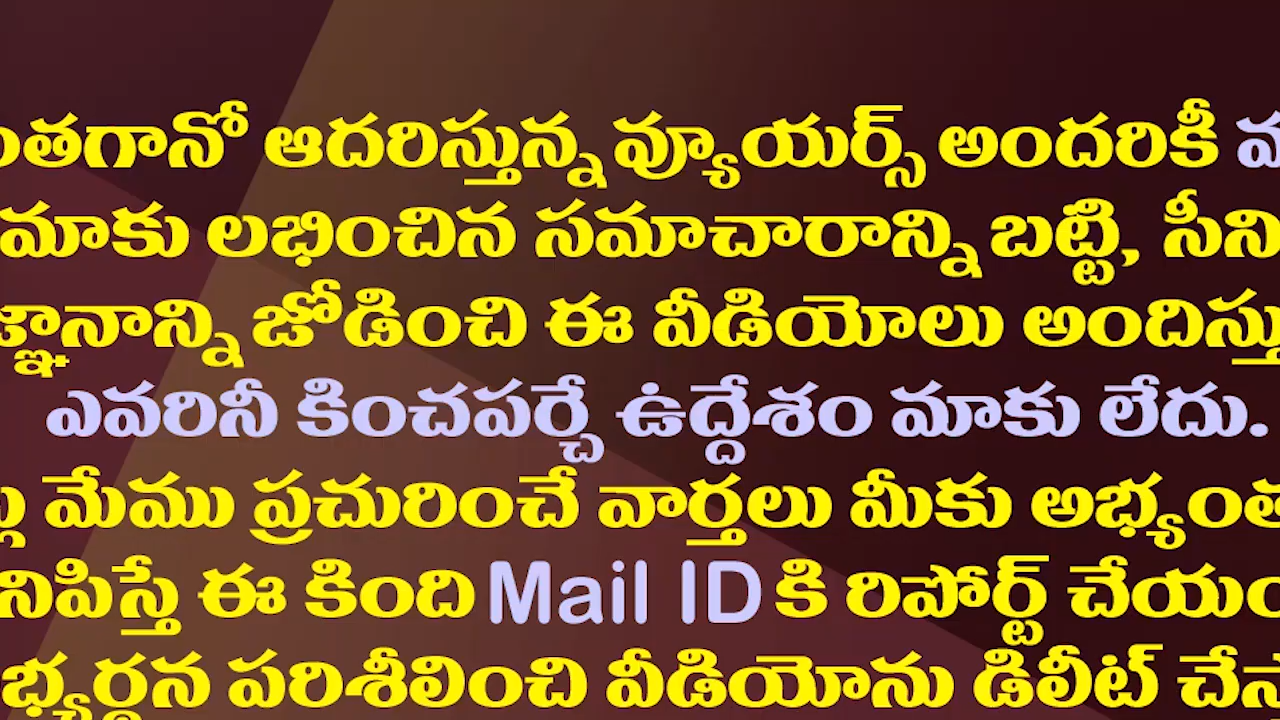 ఆదరిస్తున్న వ్యూయర్స్ అందరికీ
మాకు లభించిన సమాచారాన్ని బట్టి,
జోడించి ఈ వీడియోలు
ఎవరినీ కించపర్చే ఉద్దేశం మాకు లేదు.
మేము ప్రచురించే వార్తలు మీకు
ఈ కింది Mail ID కి రిపోర్ట్
పరిశీలించి వీడియోను డిలీట్